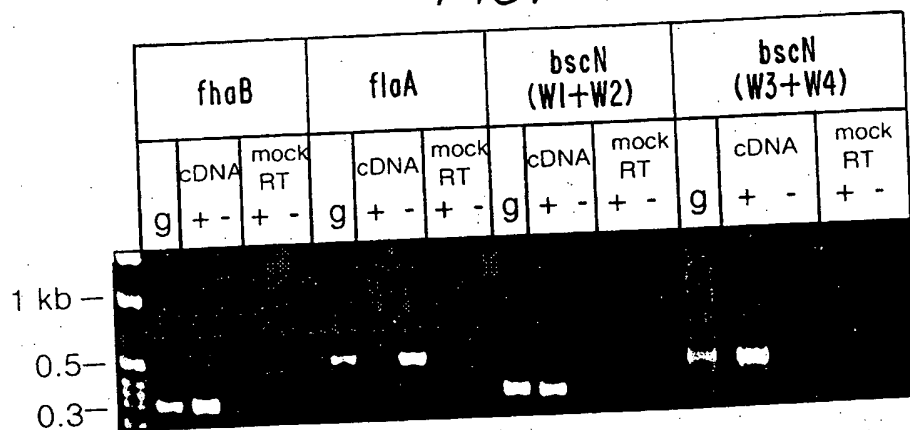 fhaB flaA bscN bscN
(W1+W2) (W3+W4)
g cDNA mock RT g cDNA mock RT g cDNA mock RT g cDNA mock RT
+ - + - + - + - + - + - + - + -
1 kb
0.5
0.3